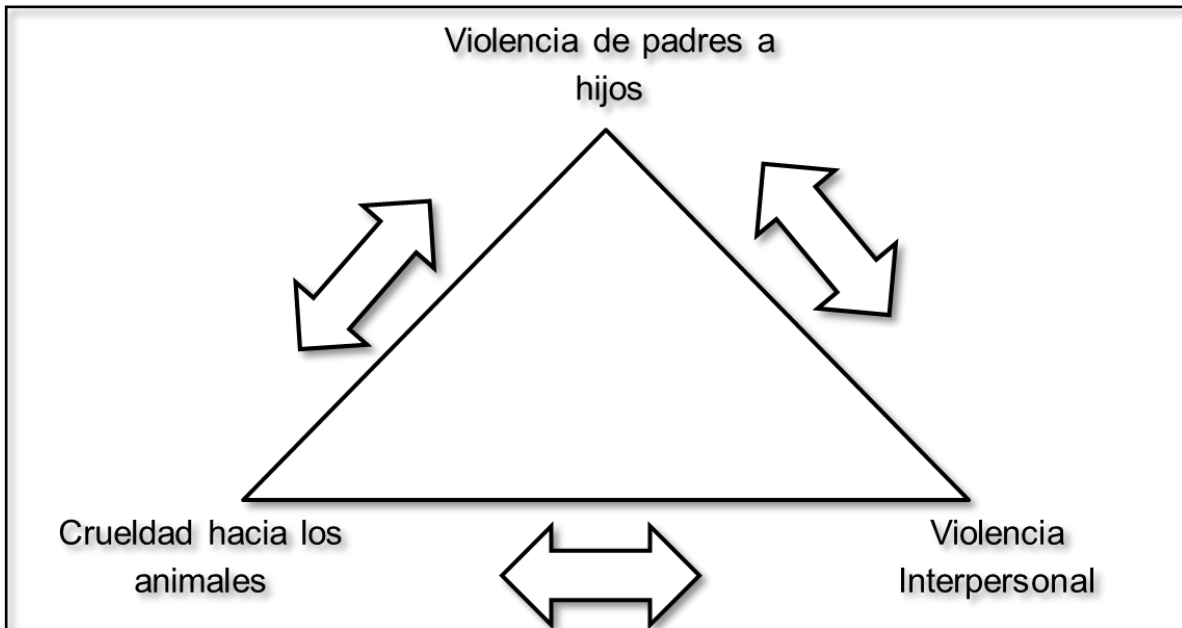 Violencia de padres a
hijos
Crueldad hacia los
animales
Violencia
Interpersonal